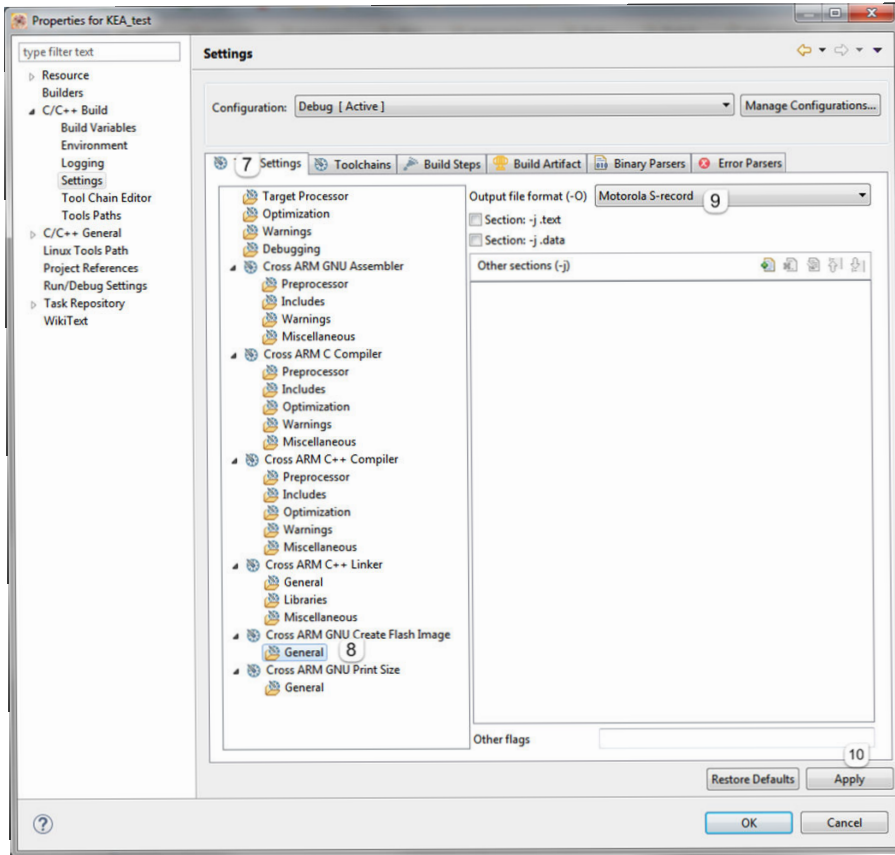 Properties for KEA_test
type filter text
Resource
Builders
C/C++ Build
Build Variables
Environment
Logging
Settings
Tool Chain Editor
Tools Paths
C/C++ General
Linux Tools Path
Project References
Run/Debug Settings
Task Repository
WikiText
Settings
Configuration: Debug [ Active ] Manage Configurations...
7 Settings Toolchains Build Steps Build Artifact Binary Parsers Error Parsers
Target Processor
Optimization
Warnings
Debugging
Cross ARM GNU Assembler
Preprocessor
Includes
Warnings
Miscellaneous
Cross ARM C Compiler
Preprocessor
Includes
Optimization
Warnings
Miscellaneous
Cross ARM C++ Compiler
Preprocessor
Includes
Optimization
Warnings
Miscellaneous
Cross ARM C++ Linker
General
Libraries
Miscellaneous
Cross ARM GNU Create Flash Image
General 8
Cross ARM GNU Print Size
General
Output file format (-O) Motorola S-record 9
Section: -j .text
Section: -j .data
Other sections (-j)
Other flags
10
Restore Defaults Apply
OK Cancel